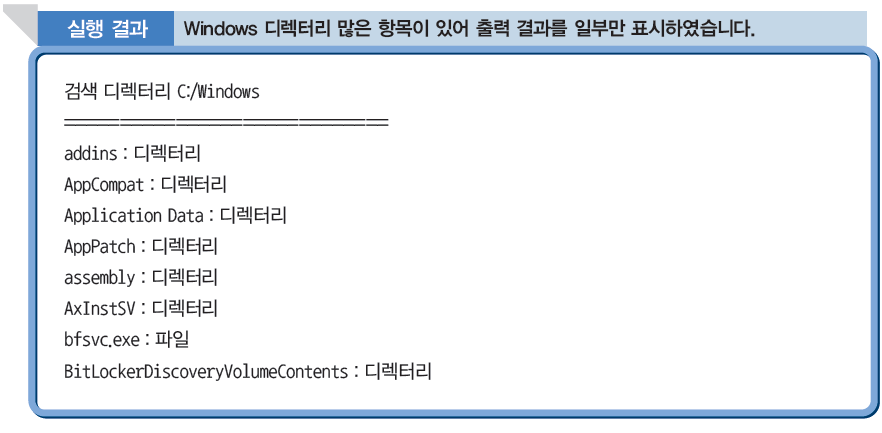 실행 결과 Windows 디렉터리 많은 항목이 있어 출력 결과를 일부만 표시하였습니다.
검색 디렉터리 C:/Windows
=============================
addins : 디렉터리
AppCompat : 디렉터리
Application Data : 디렉터리
AppPatch : 디렉터리
assembly : 디렉터리
AxInstSV : 디렉터리
bfsvc.exe : 파일
BitLockerDiscoveryVolumeContents : 디렉터리